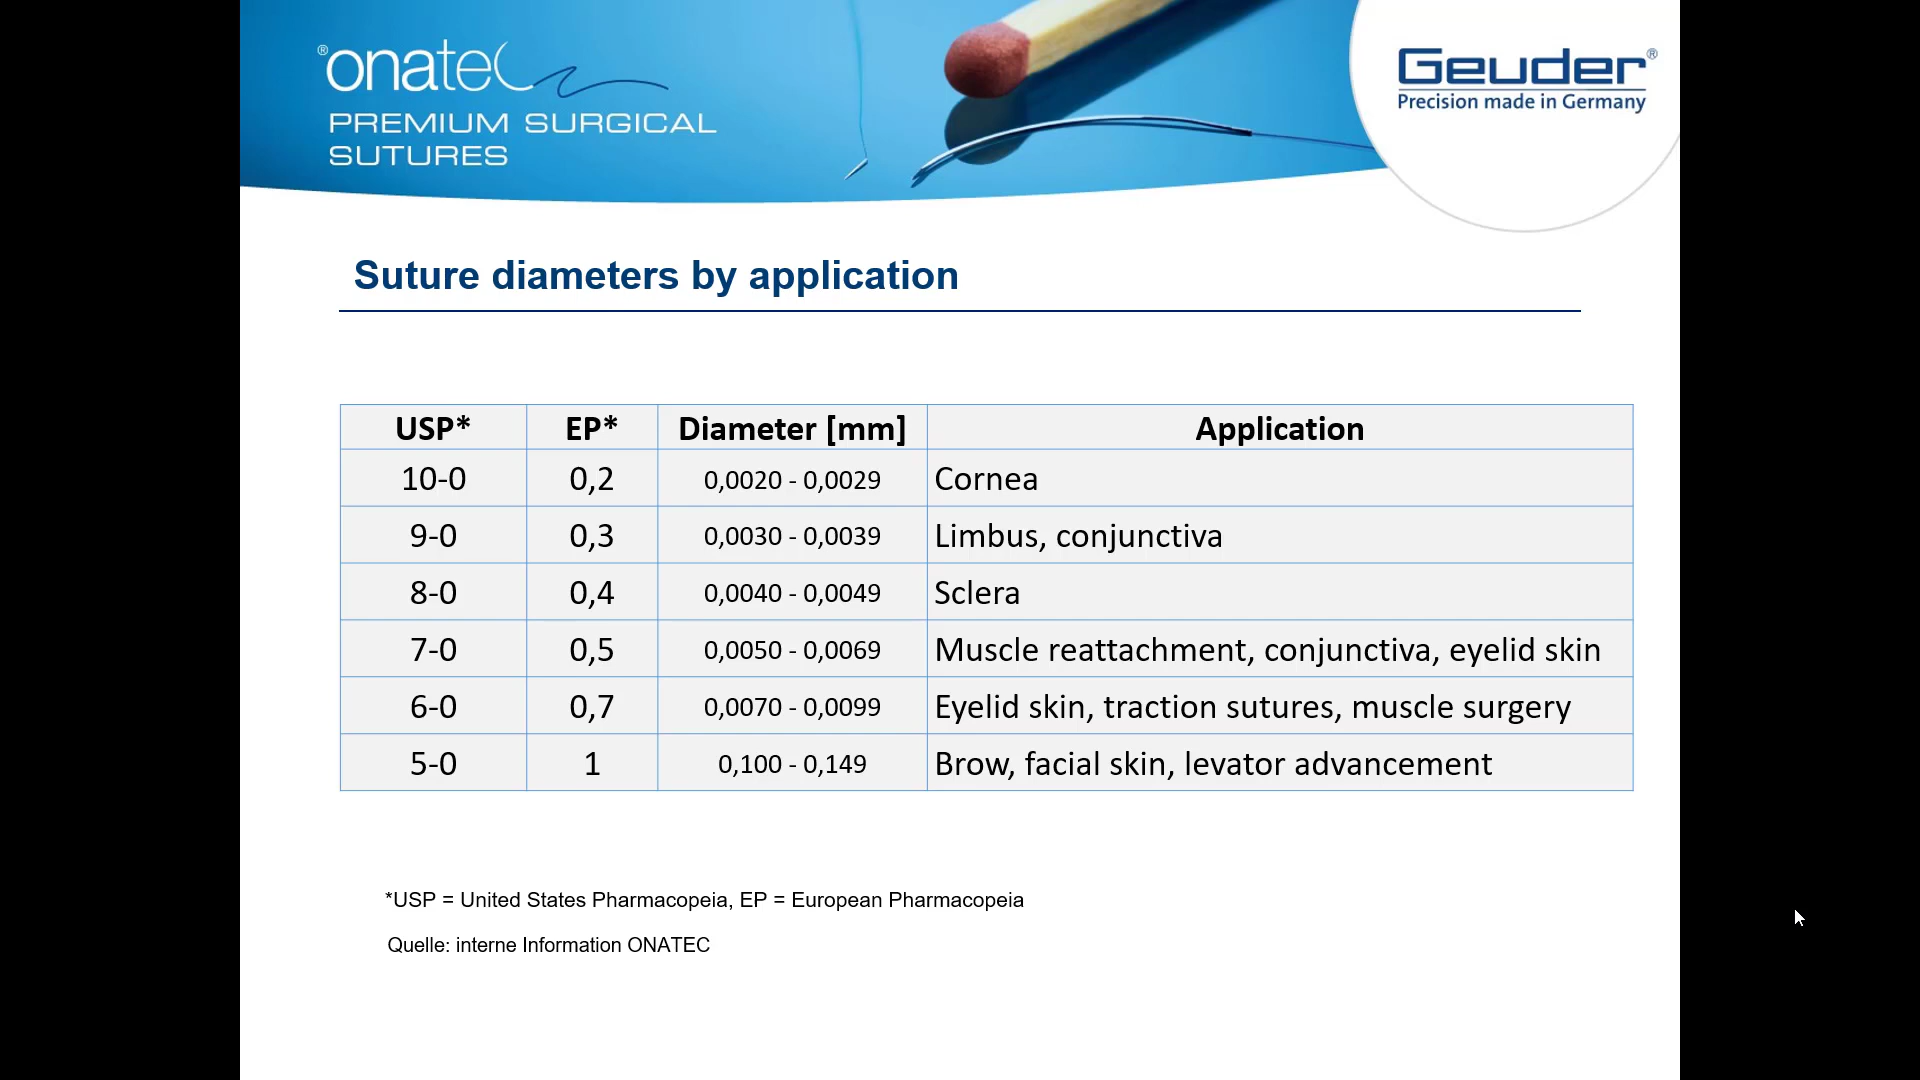 ®onatec
PREMIUM SURGICAL
SUTURES
Geuder®
Precision made in Germany
Suture diameters by application
USP* EP* Diameter [mm] Application
10-0 0,2 0,0020 - 0,0029 Cornea
9-0 0,3 0,0030 - 0,0039 Limbus, conjunctiva
8-0 0,4 0,0040 - 0,0049 Sclera
7-0 0,5 0,0050 - 0,0069 Muscle reattachment, conjunctiva, eyelid skin
6-0 0,7 0,0070 - 0,0099 Eyelid skin, traction sutures, muscle surgery
5-0 1 0,100 - 0,149 Brow, facial skin, levator advancement
*USP = United States Pharmacopeia, EP = European Pharmacopeia
Quelle: interne Information ONATEC